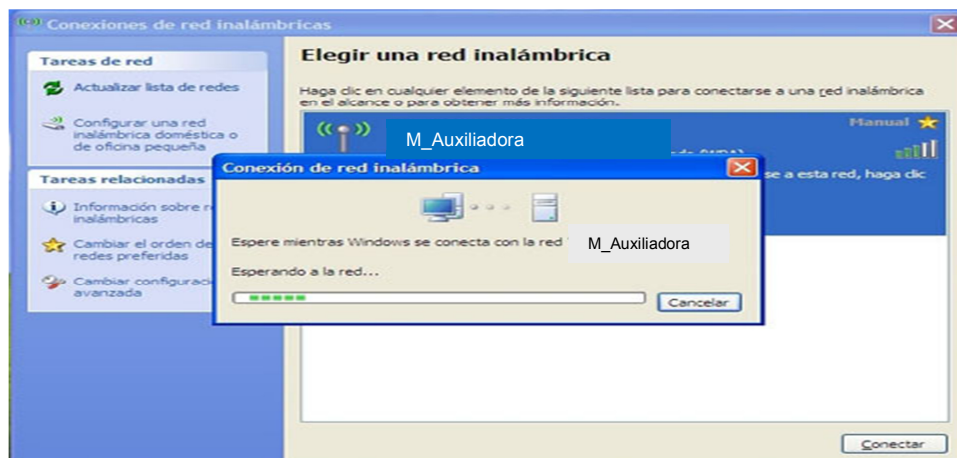 Conexiones de red inalámbricas
Tareas de red
Actualizar lista de redes
Configurar una red
inalámbrica doméstica o
de oficina pequeña
Tareas relacionadas
Información sobre
inalámbricas
Cambiar el orden de
redes preferidas
Cambiar
avanzada
Elegir una red inalámbrica
Haga clic en cualquier elemento de la siguiente lista para conectarse a una red inalámbrica
en el alcance o para obtener más información.
M_Auxiliadora
Manual
se a esta red, haga clic
Conexión de red inalámbrica
Espere mientras Windows se conecta con la red M_Auxiliadora
Esperando a la red...
Cancelar
Conectar